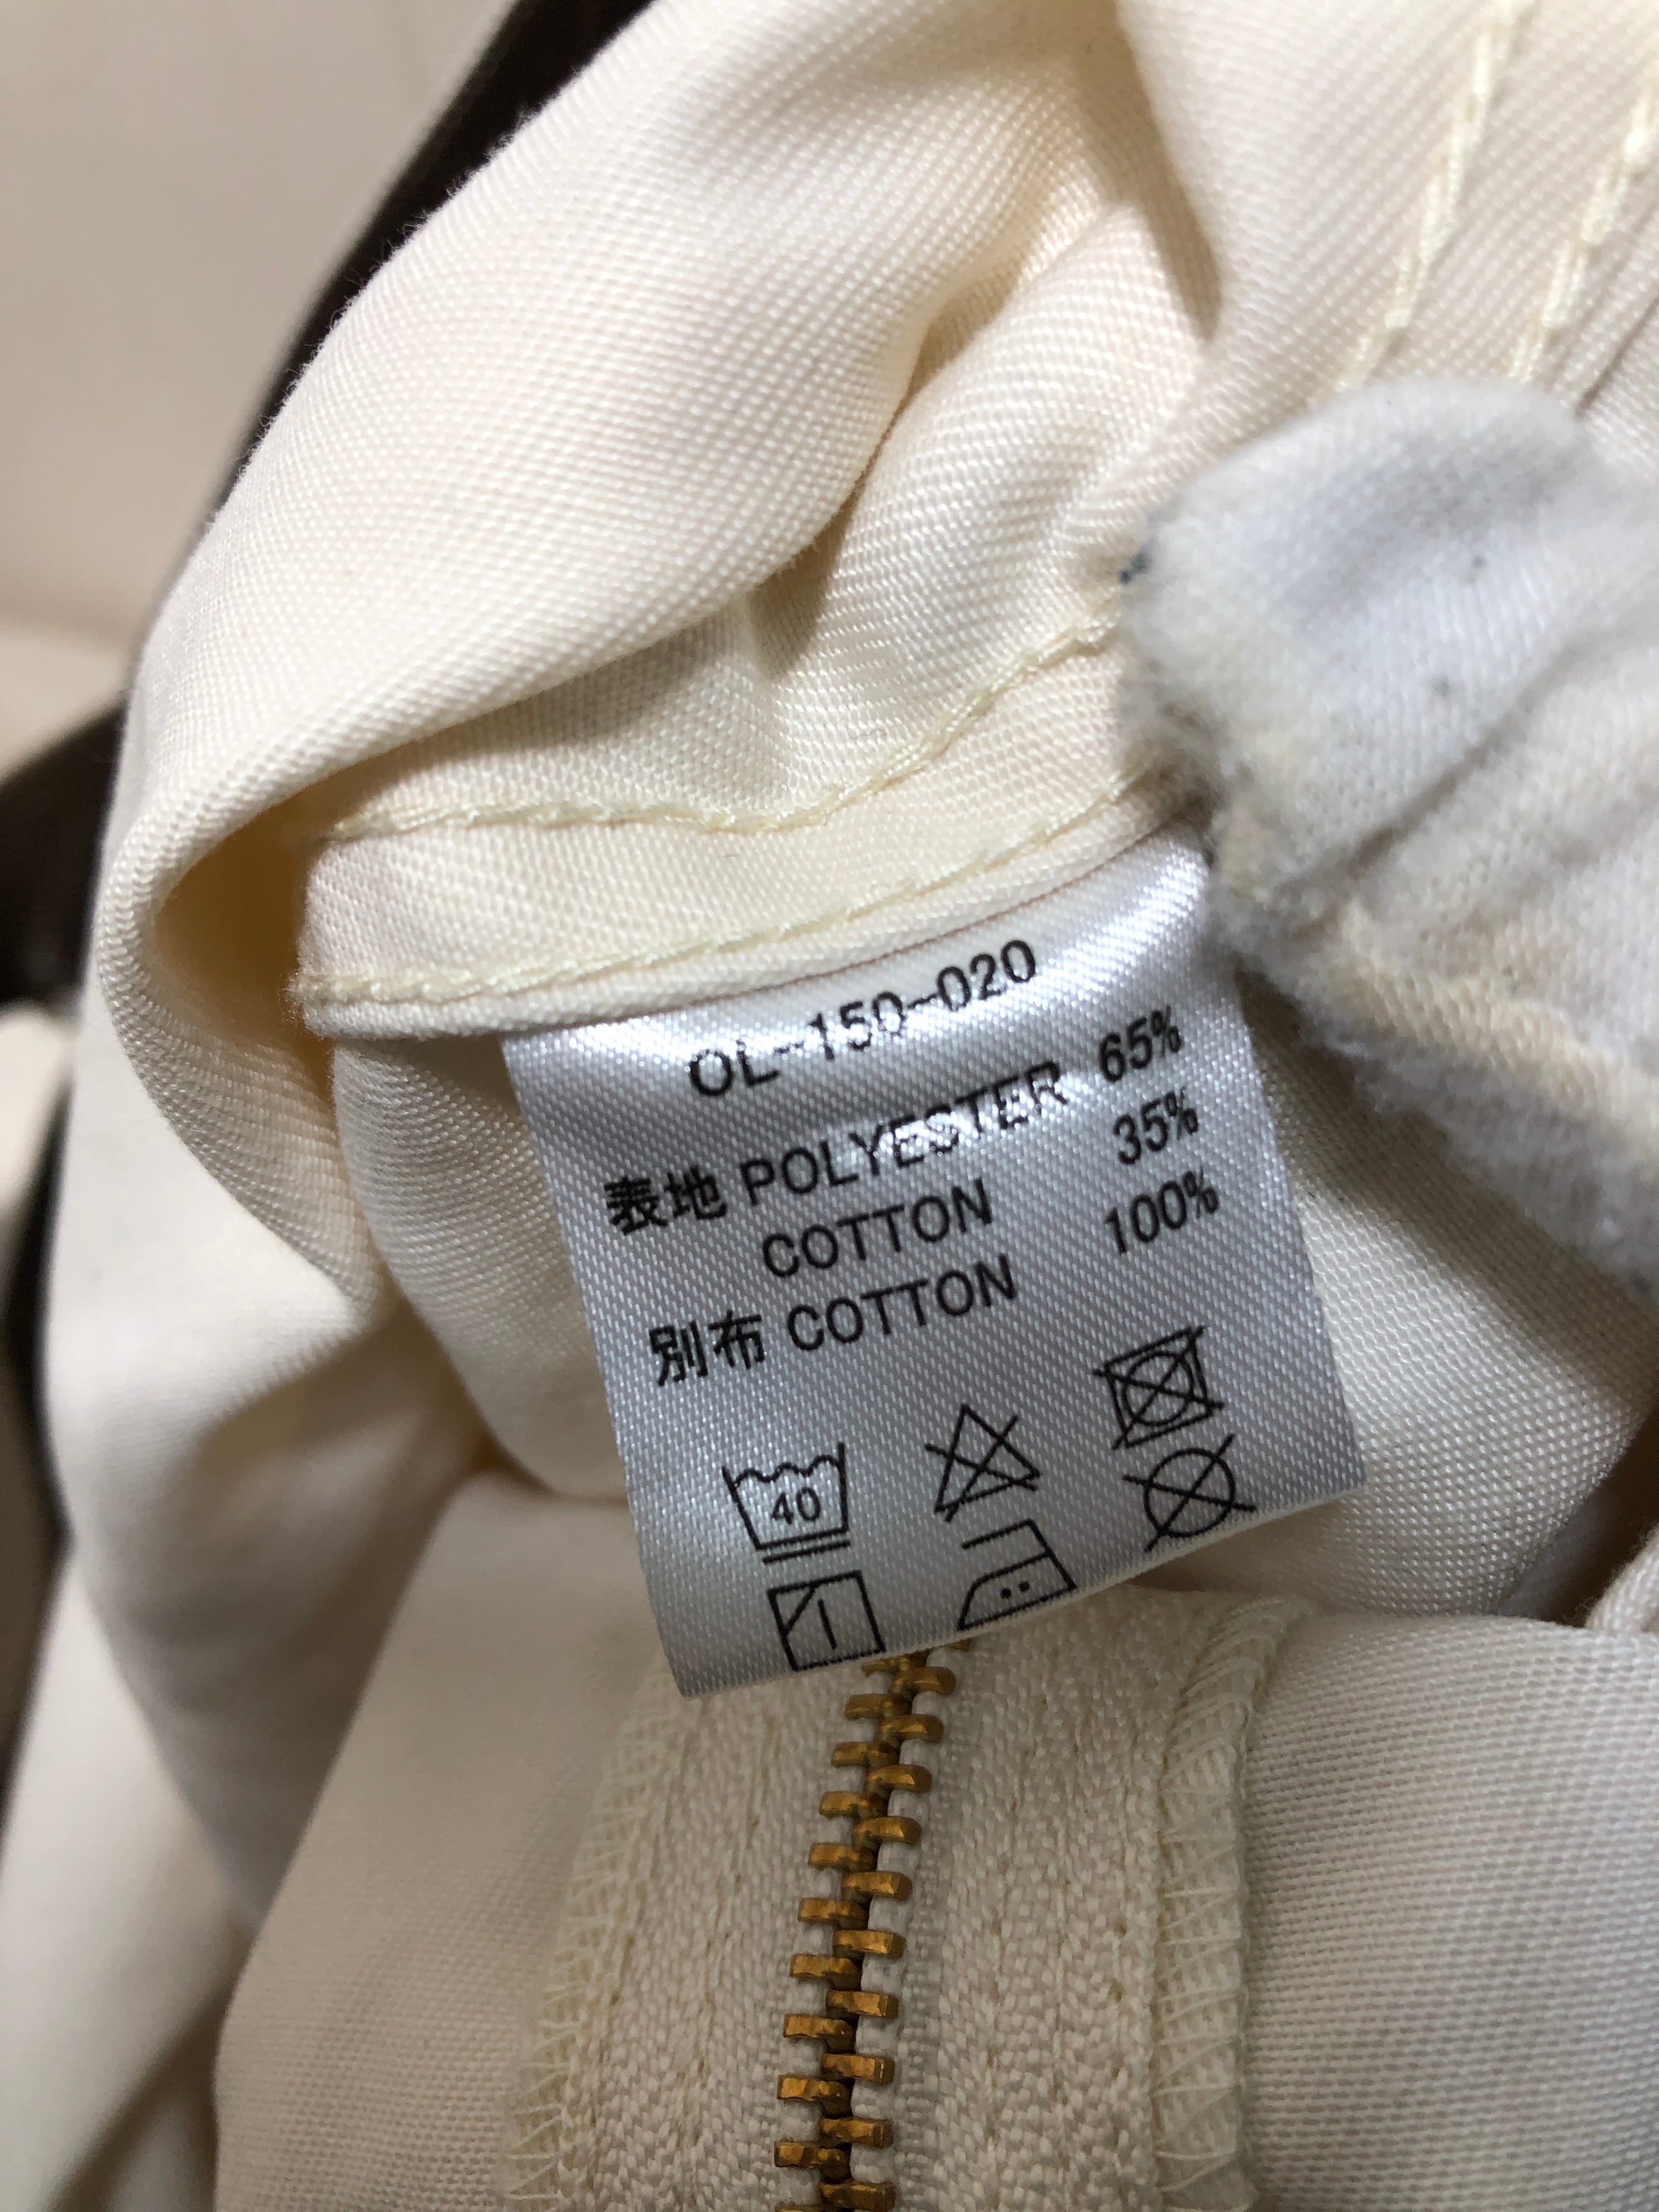 OL-150-020
表地 POLYESTER 65%
COTTON 35%
別布 COTTON 100%
40